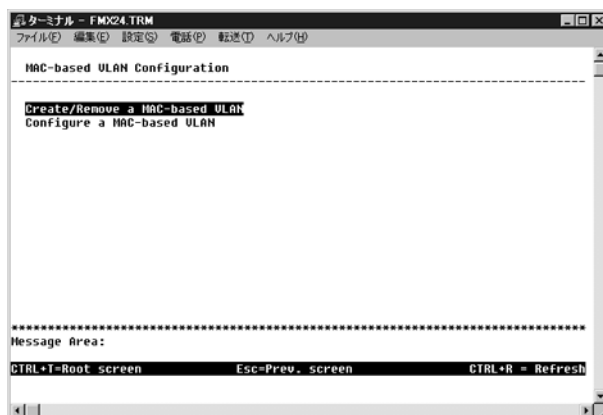 ターミナル - FMX24.TRM
ファイル(F) 編集(E) 設定(S) 電話(P) 転送(T) ヘルプ(H)
MAC-based VLAN Configuration
--------------------------------------------------------------------------------
Create/Remove a MAC-based VLAN
Configure a MAC-based VLAN
********************************************************************************
Message Area:
CTRL+T=Root screen Esc=Prev. screen CTRL+R = Refresh